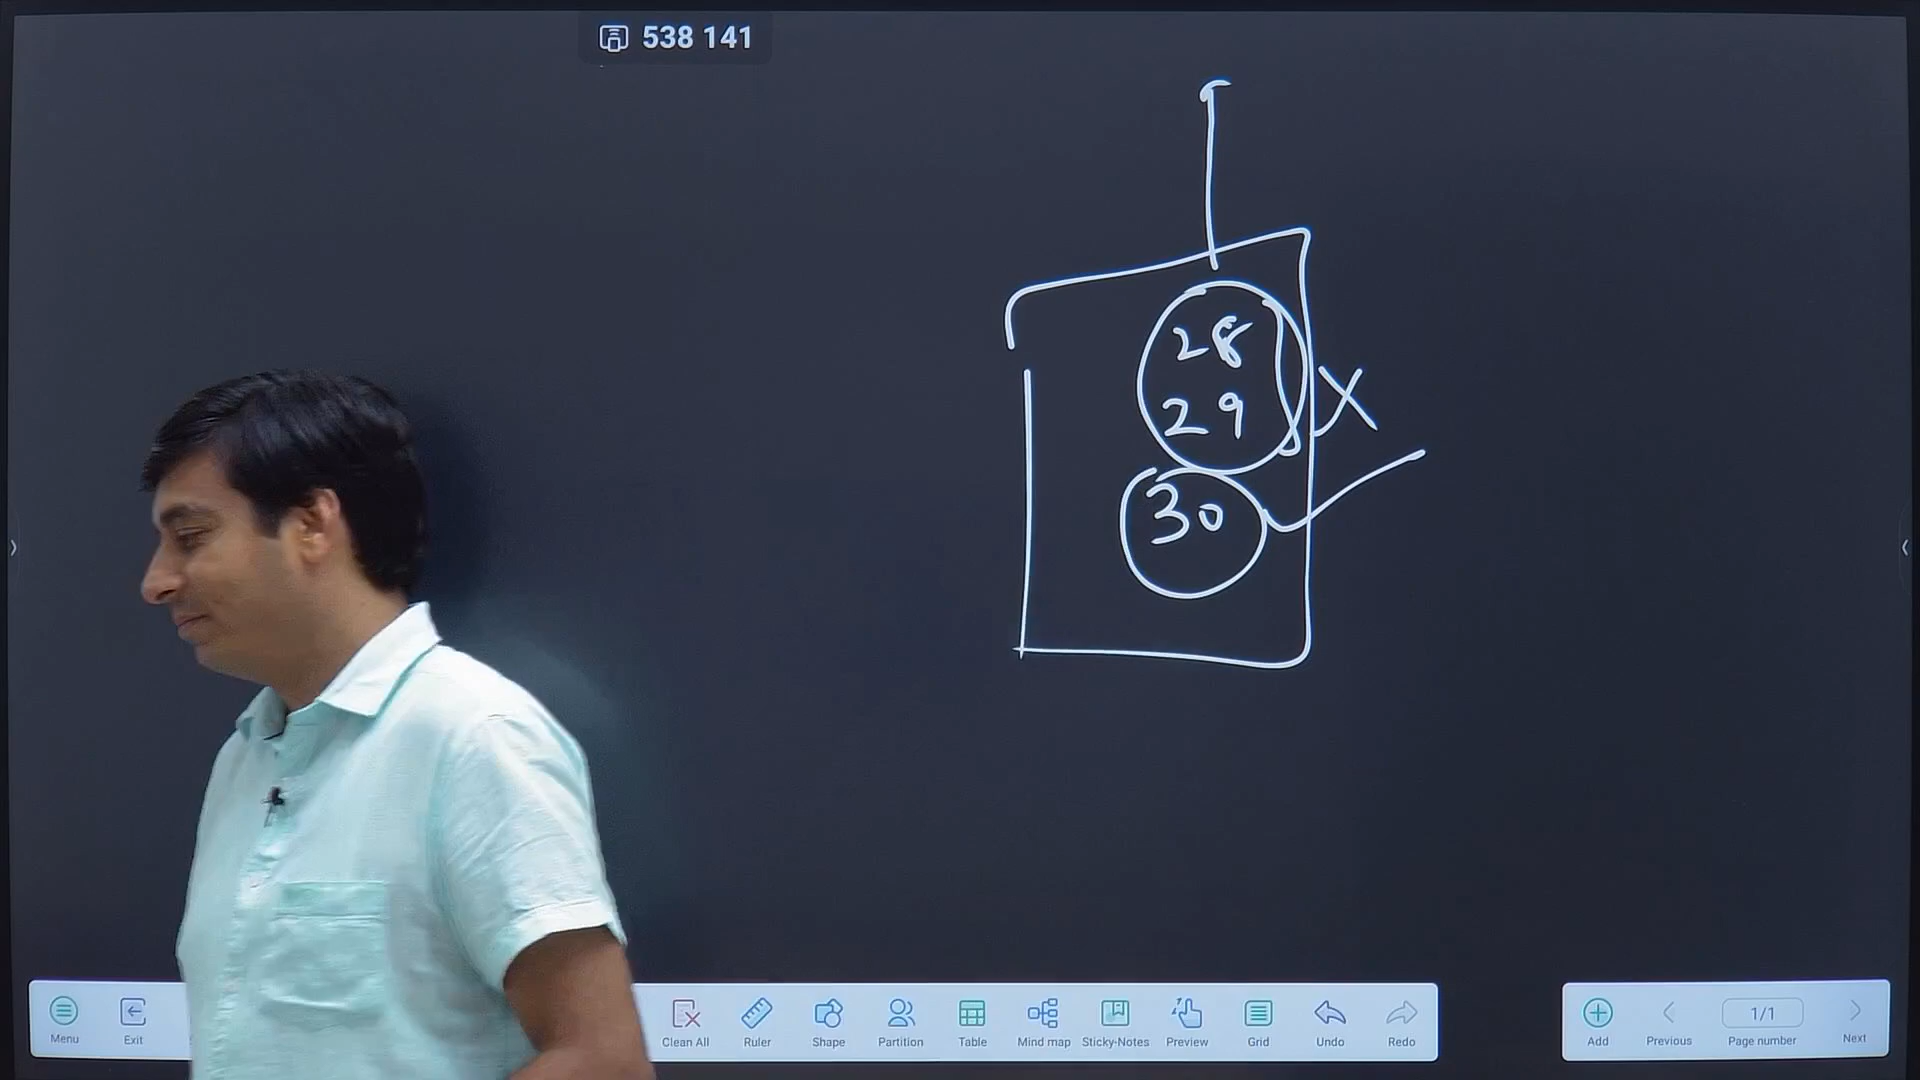 538 141
28
29 X
30
Menu
Exit
Clean All
Ruler
Shape
Partition
Table
Mind map
Sticky-Notes
Preview
Grid
Undo
Redo
Add
Previous
1/1
Page number
Next